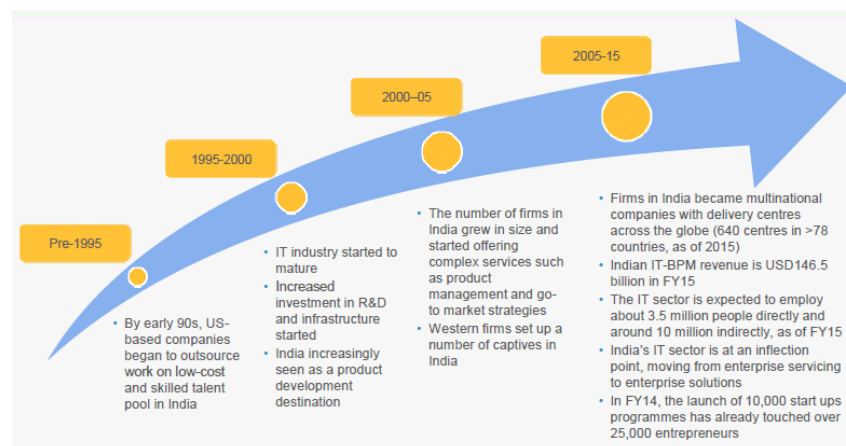 Pre-1995
By early 90s, US-
based companies
began to outsource
work on low-cost
and skilled talent
pool in India
1995-2000
IT industry started to
mature
Increased
investment in R&D
and infrastructure
started
India increasingly
seen as a product
development
destination
2000–05
The number of firms in
India grew in size and
started offering
complex services such
as product
management and go-
to market strategies
Western firms set up a
number of captives in
India
2005-15
Firms in India became multinational
companies with delivery centres
across the globe (640 centres in >78
countries, as of 2015)
Indian IT-BPM revenue is USD146.5
billion in FY15
The IT sector is expected to employ
about 3.5 million people directly and
around 10 million indirectly, as of FY15
India's IT sector is at an inflection
point, moving from enterprise servicing
to enterprise solutions
In FY14, the launch of 10,000 start ups
programmes has already touched over
25,000 entrepreneurs